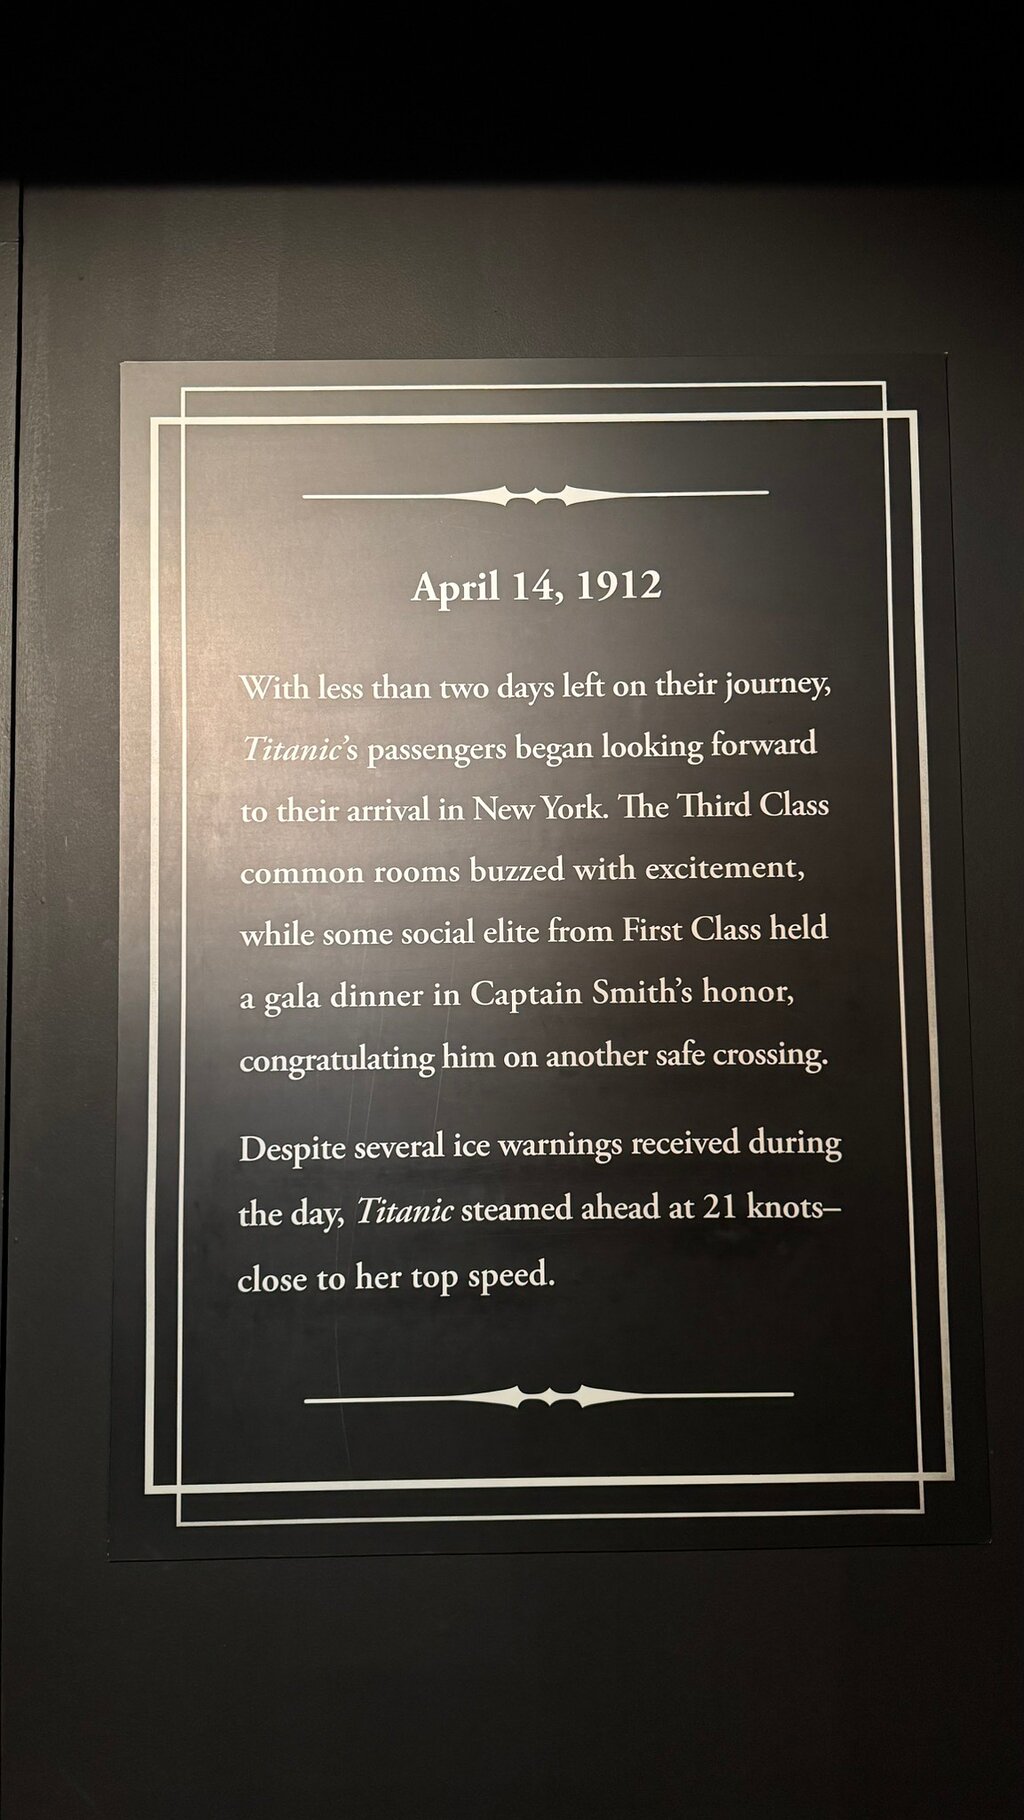 April 14, 1912
With less than two days left on their journey,
Titanic’s passengers began looking forward
to their arrival in New York. The Third Class
common rooms buzzed with excitement,
while some social elite from First Class held
a gala dinner in Captain Smith’s honor,
congratulating him on another safe crossing.
Despite several ice warnings received during
the day, Titanic steamed ahead at 21 knots–
close to her top speed.